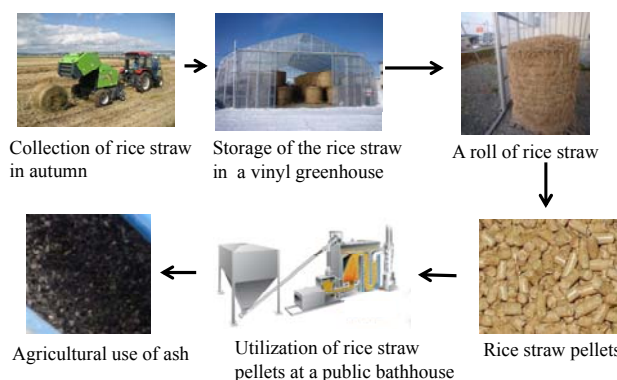 Collection of rice straw
in autumn
Storage of the rice straw
in a vinyl greenhouse
A roll of rice straw
Rice straw pellets
Utilization of rice straw
pellets at a public bathhouse
Agricultural use of ash